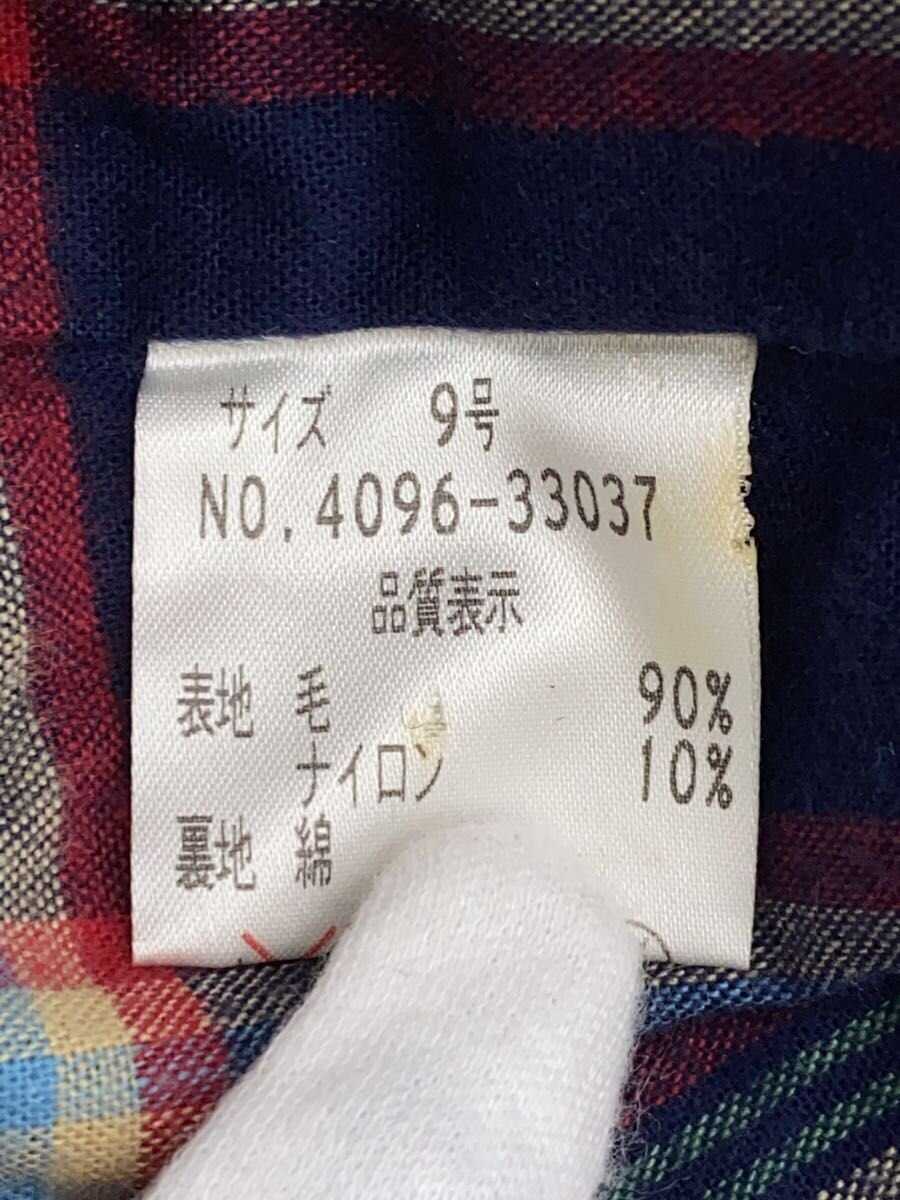 サイズ 9号
NO.4096-33037
品質表示
表地 毛 90%
ナイロン 10%
裏地 綿